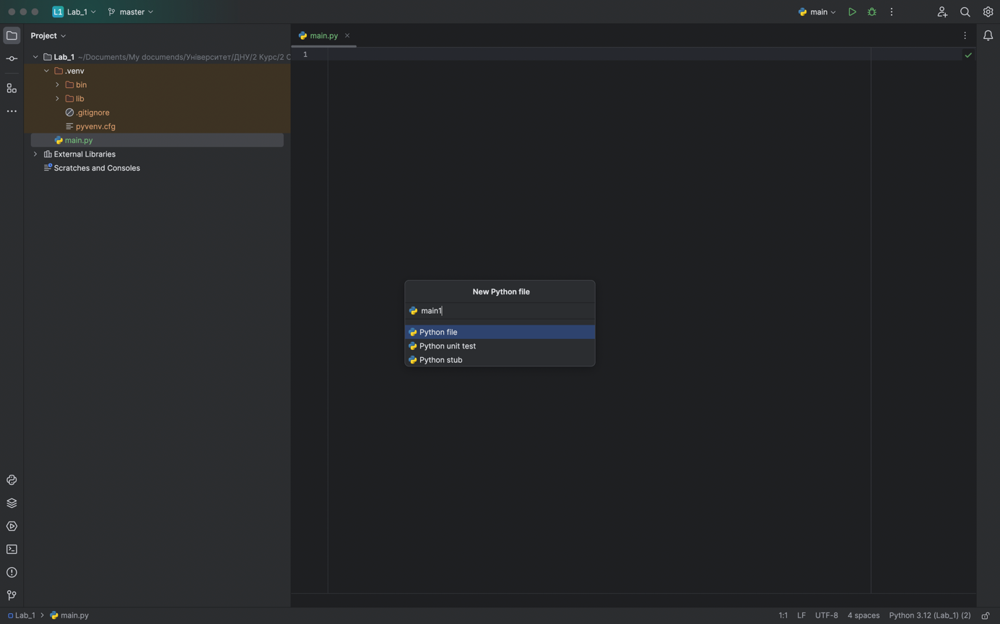 L1 Lab_1 master main
Project main.py
Lab_1 ~/Documents/My documends/Університет/ДНУ/2 Курс/2 С
1
.venv
bin
lib
.gitignore
pyvenv.cfg
main.py
External Libraries
Scratches and Consoles
New Python file
main1
Python file
Python unit test
Python stub
Lab_1 main.py 1:1 LF UTF-8 4 spaces Python 3.12 (Lab_1) (2)